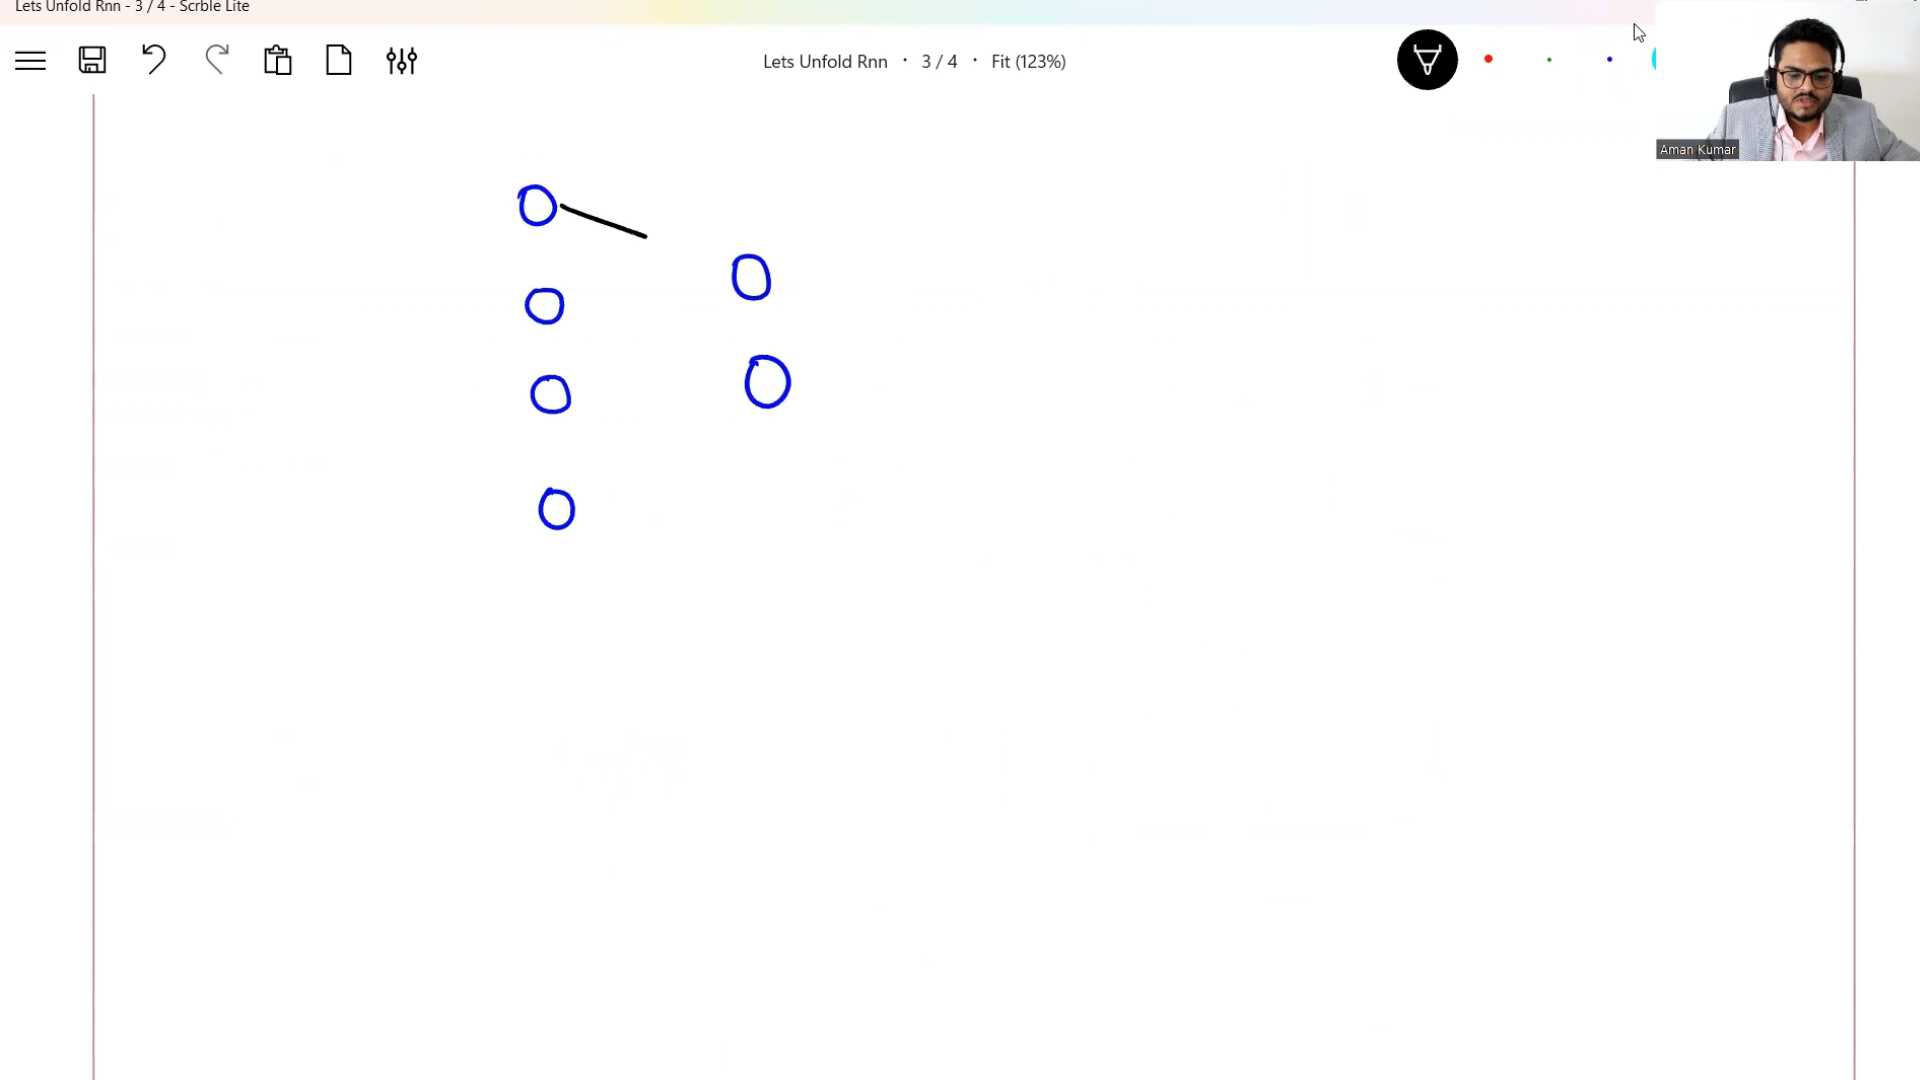 Lets Unfold Rnn - 3 / 4 - Scrble Lite
Lets Unfold Rnn · 3 / 4 · Fit (123%)
Aman Kumar